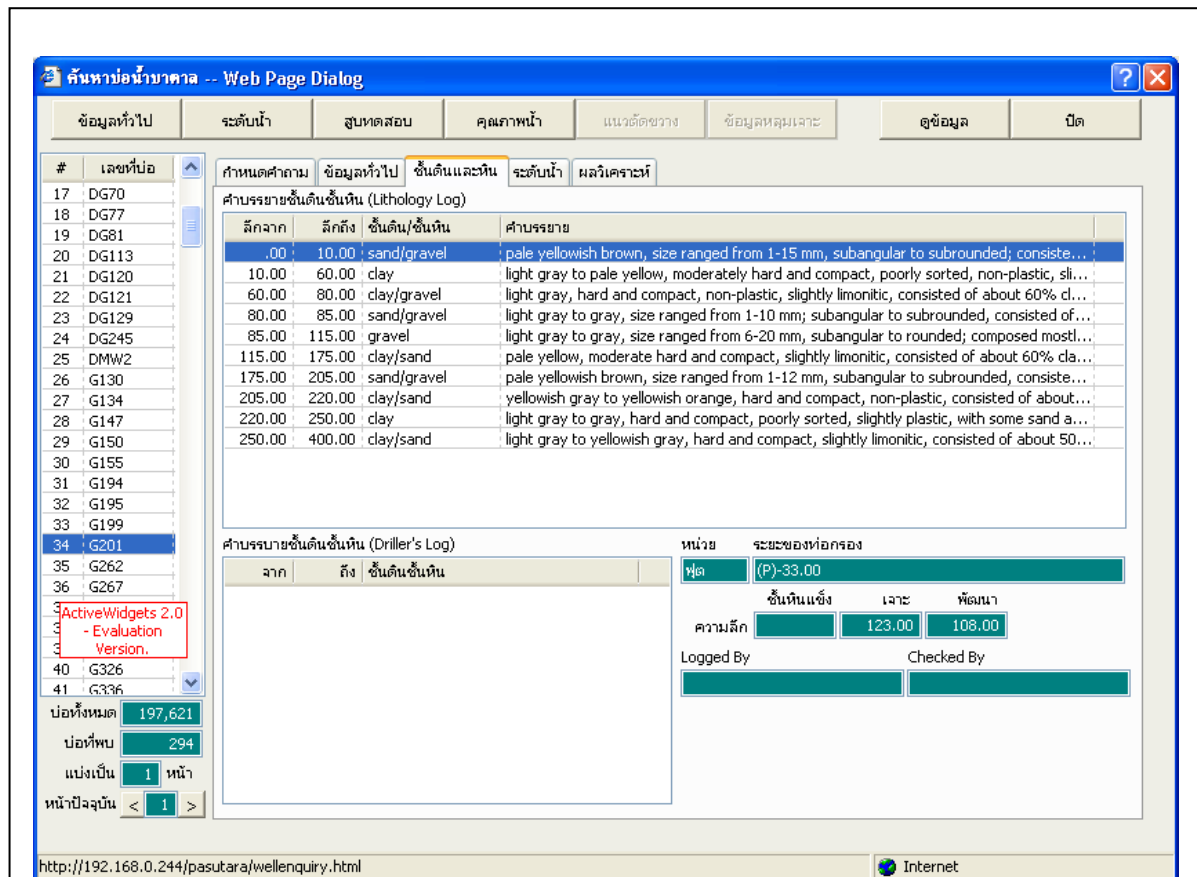 ค้นหาบ่อน้ำบาดาล -- Web Page Dialog
ข้อมูลทั่วไป ระดับน้ำ สูบทดสอบ คุณภาพน้ำ แนวตัดขวาง ข้อมูลหลุมเจาะ ดูข้อมูล ปิด
# เลขที่บ่อ
17 DG70
18 DG77
19 DG81
20 DG113
21 DG120
22 DG121
23 DG129
24 DG245
25 DMW2
26 G130
27 G134
28 G147
29 G150
30 G155
31 G194
32 G195
33 G199
34 G201
35 G262
36 G267
ActiveWidgets 2.0
- Evaluation
Version.
40 G326
41 G336
บ่อทั้งหมด 197,621
บ่อที่พบ 294
แบ่งเป็น 1 หน้า
หน้าปัจจุบัน < 1 >
กำหนดคำถาม ข้อมูลทั่วไป ชั้นดินและหิน ระดับน้ำ ผลวิเคราะห์
คำบรรยายชั้นดินชั้นหิน (Lithology Log)
ลึกจาก ลึกถึง ชั้นดิน/ชั้นหิน คำบรรยาย
.00 10.00 sand/gravel pale yellowish brown, size ranged from 1-15 mm, subangular to subrounded; consiste...
10.00 60.00 clay light gray to pale yellow, moderately hard and compact, poorly sorted, non-plastic, sli...
60.00 80.00 clay/gravel light gray, hard and compact, non-plastic, slightly limonitic, consisted of about 60% cl...
80.00 85.00 sand/gravel light gray to gray, size ranged from 1-10 mm; subangular to subrounded, consisted of...
85.00 115.00 gravel light gray to gray, size ranged from 6-20 mm, subangular to rounded; composed mostl...
115.00 175.00 clay/sand pale yellow, moderate hard and compact, slightly limonitic, consisted of about 60% cla...
175.00 205.00 sand/gravel pale yellowish brown, size ranged from 1-12 mm, subangular to subrounded, consiste...
205.00 220.00 clay/sand yellowish gray to yellowish orange, hard and compact, non-plastic, consisted of about...
220.00 250.00 clay light gray to gray, hard and compact, poorly sorted, slightly plastic, with some sand a...
250.00 400.00 clay/sand light gray to yellowish gray, hard and compact, slightly limonitic, consisted of about 50...
คำบรรบายชั้นดินชั้นหิน (Driller's Log)
จาก ถึง ชั้นดินชั้นหิน
หน่วย ระยะของท่อกรอง
ฟุต (P)-33.00
ชั้นหินแข็ง เจาะ พัฒนา
ความลึก 123.00 108.00
Logged By Checked By
http://192.168.0.244/pasutara/wellenquiry.html Internet